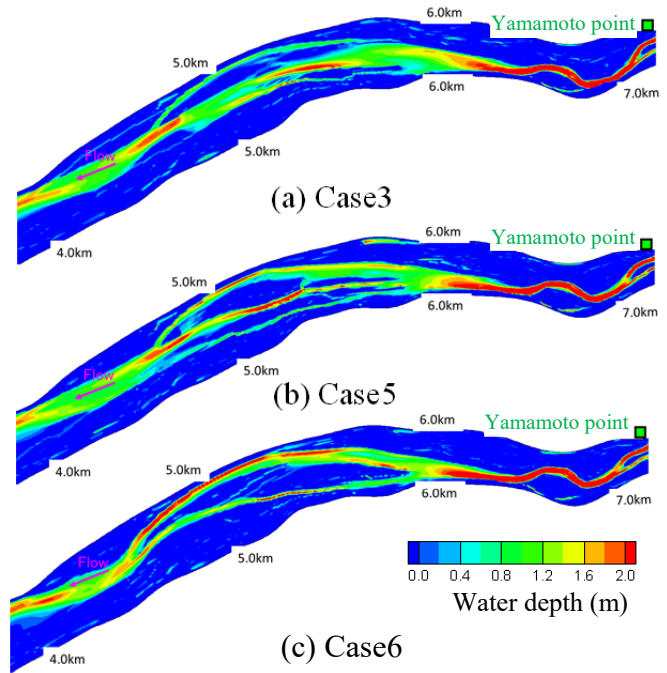 6.0km
Yamamoto point
5.0km
6.0km
7.0km
Flow
5.0km
(a) Case3
4.0km
6.0km
Yamamoto point
5.0km
6.0km
7.0km
Flow
5.0km
(b) Case5
4.0km
6.0km
Yamamoto point
5.0km
6.0km
7.0km
5.0km
Flow
0.0 0.4 0.8 1.2 1.6 2.0
Water depth (m)
4.0km
(c) Case6